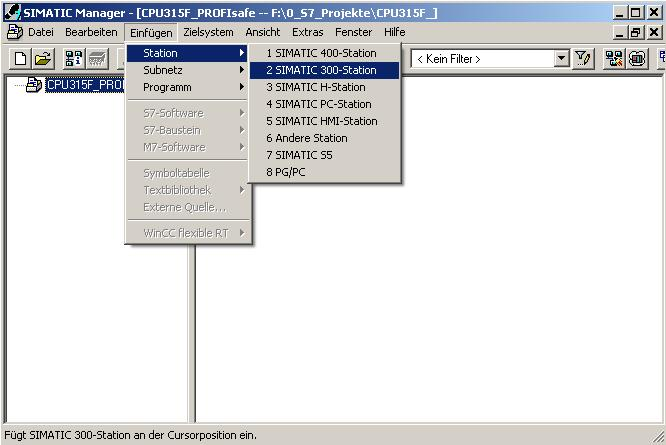 SIMATIC Manager - [CPU315F_PROFIsafe -- F:\0_S7_Projekte\CPU315F_]
Datei Bearbeiten Einfügen Zielsystem Ansicht Extras Fenster Hilfe
Station
Subnetz
Programm
S7-Software
S7-Baustein
M7-Software
Symboltabelle
Textbibliothek
Externe Quelle...
WinCC flexible RT
1 SIMATIC 400-Station
2 SIMATIC 300-Station
3 SIMATIC H-Station
4 SIMATIC PC-Station
5 SIMATIC HMI-Station
6 Andere Station
7 SIMATIC S5
8 PG/PC
< Kein Filter >
CPU315F_PROF
Fügt SIMATIC 300-Station an der Cursorposition ein.